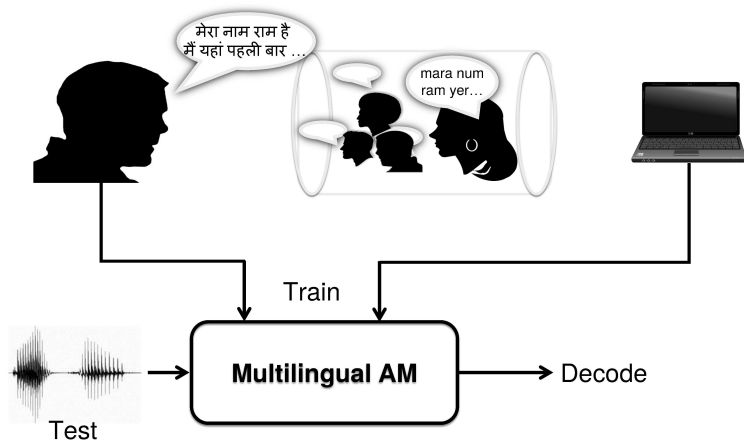 मेरा नाम राम है
मैं यहां पहली बार ...
mara num
ram yer...
Train
Multilingual AM
Decode
Test